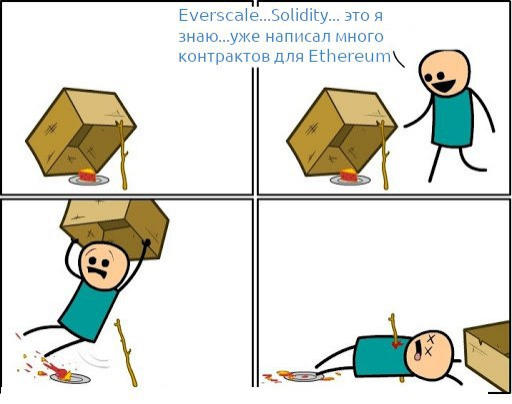 Everscale...Solidity... это я
знаю...уже написал много
контрактов для Ethereum